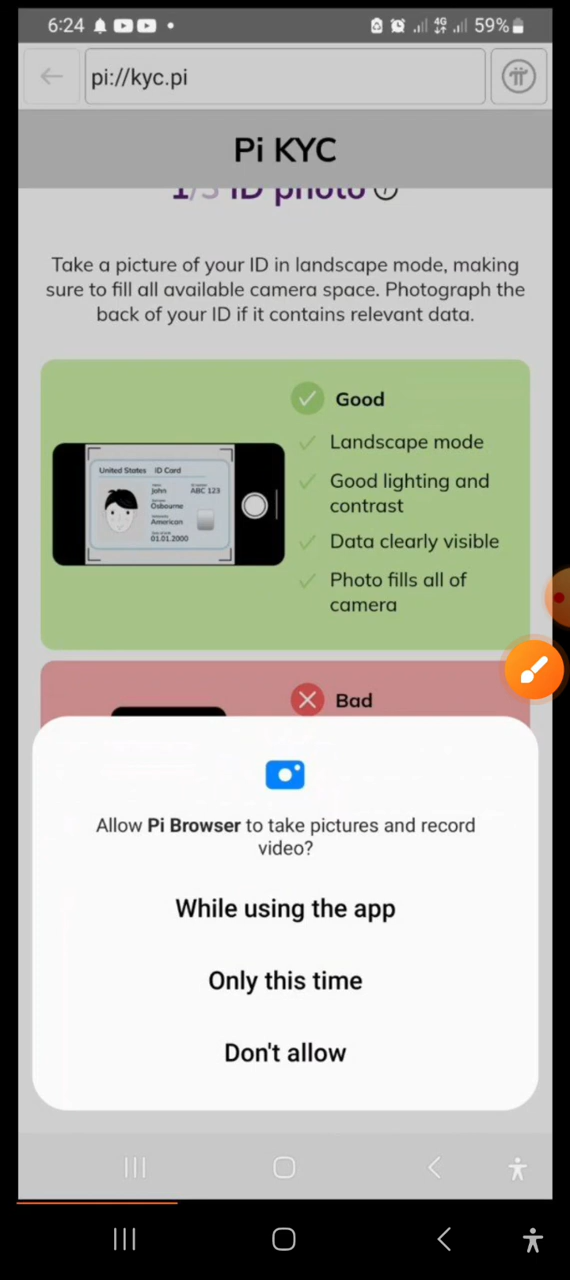 6:24
4G
59%
pi://kyc.pi
Pi KYC
1/3 ID photo ?
Take a picture of your ID in landscape mode, making
sure to fill all available camera space. Photograph the
back of your ID if it contains relevant data.
Good
Landscape mode
Good lighting and
contrast
Data clearly visible
Photo fills all of
camera
United States ID Card
John
ABC 123
Osbourne
American
01.01.2000
Bad
Allow Pi Browser to take pictures and record
video?
While using the app
Only this time
Don't allow